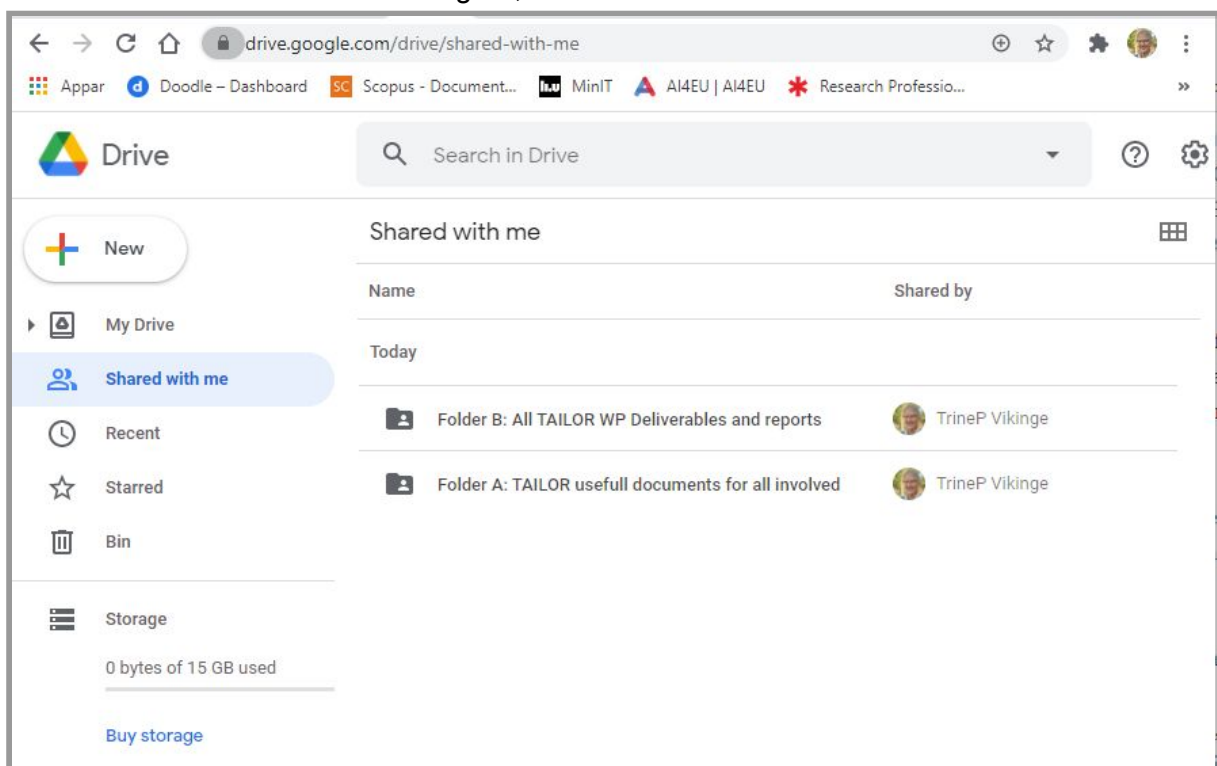 drive.google.com/drive/shared-with-me
Appar Doodle – Dashboard SC Scopus - Document... MinIT AI4EU | AI4EU Research Professio... »
Drive Search in Drive
New
Shared with me
Name Shared by
My Drive
Today
Shared with me
Folder B: All TAILOR WP Deliverables and reports TrineP Vikinge
Recent
Folder A: TAILOR usefull documents for all involved TrineP Vikinge
Starred
Bin
Storage
0 bytes of 15 GB used
Buy storage